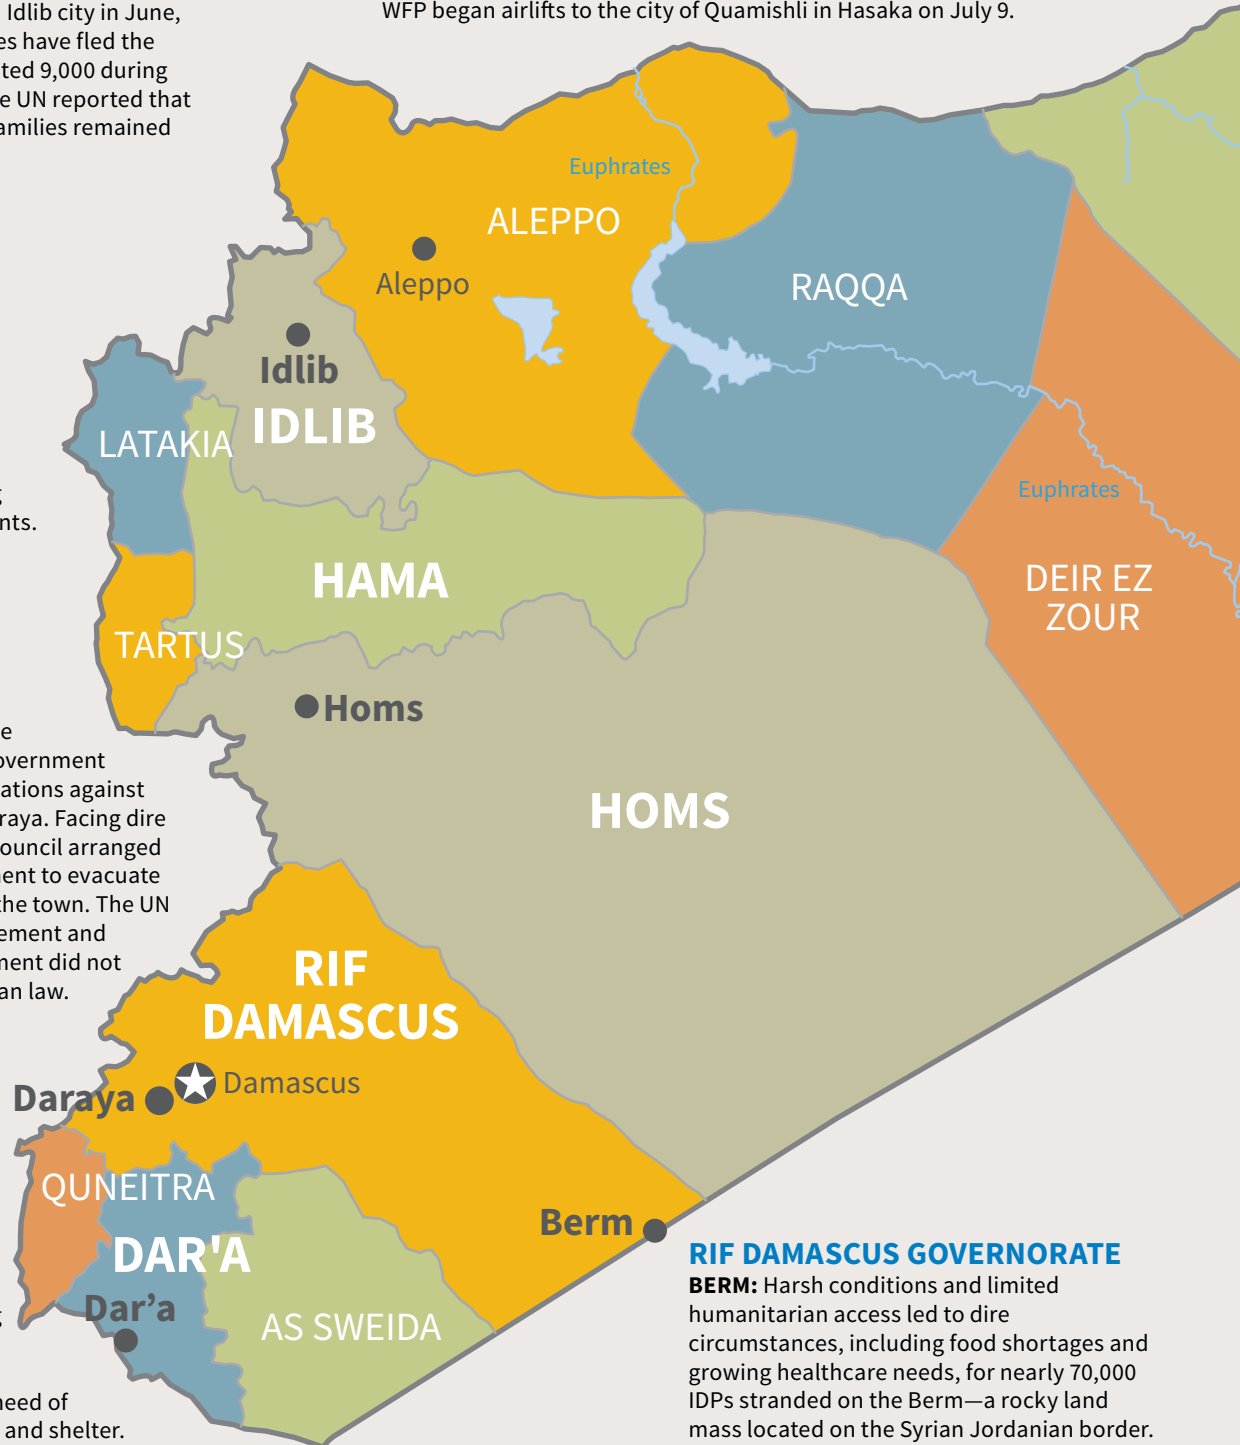 Idlib city in June,
es have fled the
ted 9,000 during
e UN reported that
amilies remained
WFP began airlifts to the city of Quamishli in Hasaka on July 9.
Euphrates
ALEPPO
Aleppo
RAQQA
Idlib
IDLIB
LATAKIA
Euphrates
g
nts.
HAMA
DEIR EZ
ZOUR
TARTUS
Homs
e
overnment
ations against
raya. Facing dire
ouncil arranged
ent to evacuate
the town. The UN
ement and
ment did not
an law.
HOMS
RIF
DAMASCUS
Damascus
Daraya
QUNEITRA
DAR'A
Dar’a
AS SWEIDA
Berm
g
need of
and shelter.
RIF DAMASCUS GOVERNORATE
BERM: Harsh conditions and limited
humanitarian access led to dire
circumstances, including food shortages and
growing healthcare needs, for nearly 70,000
IDPs stranded on the Berm—a rocky land
mass located on the Syrian Jordanian border.